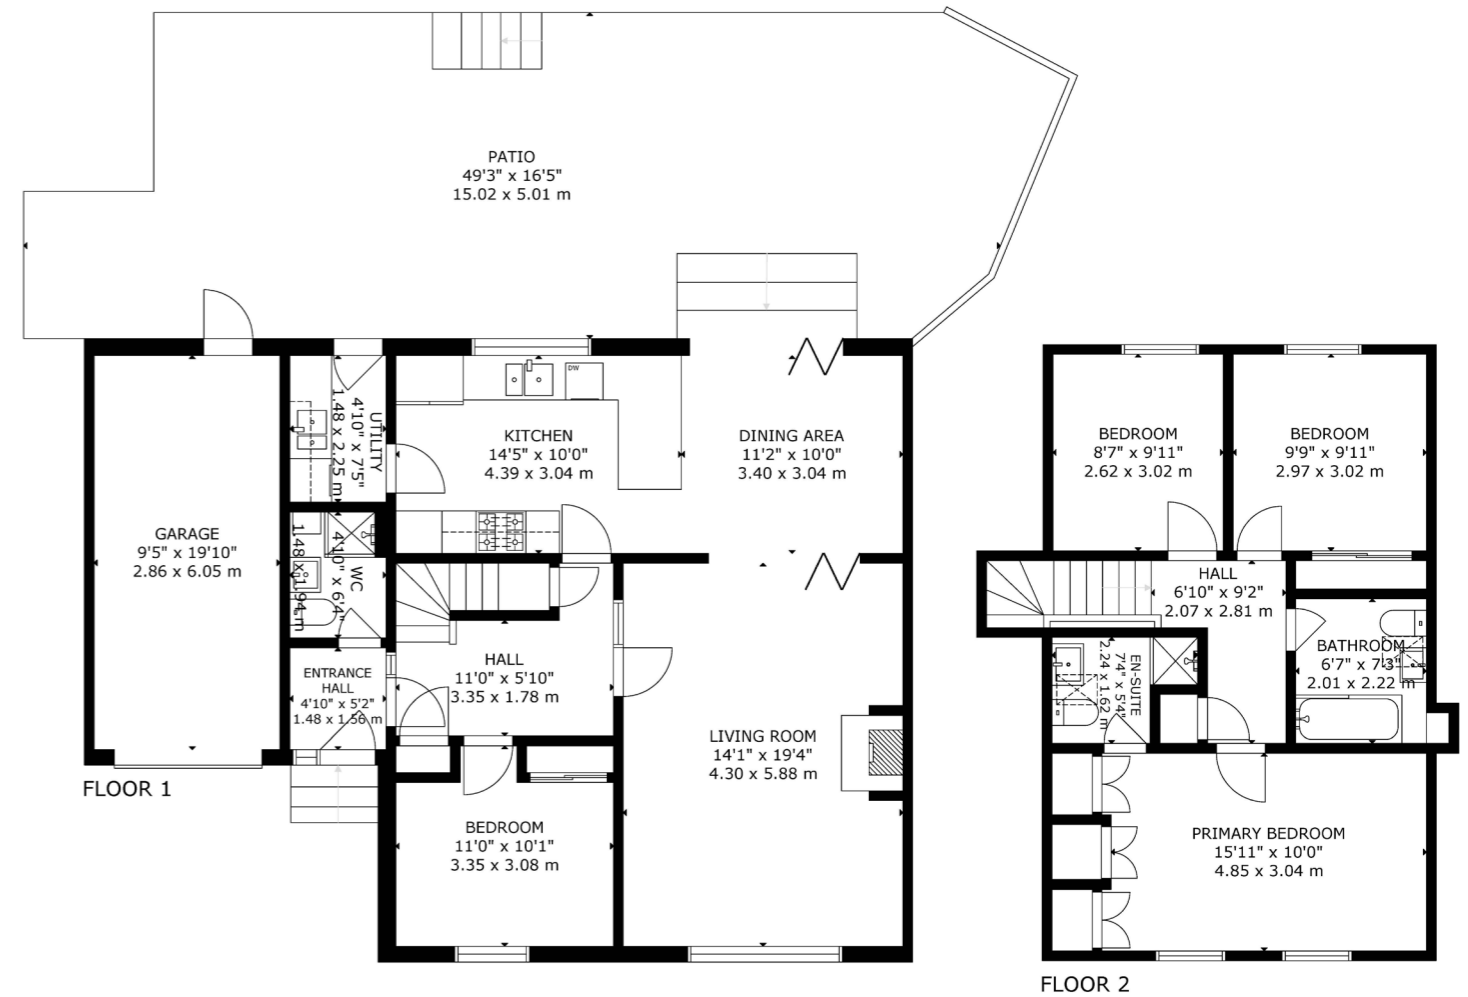 PATIO
49'3" x 16'5"
15.02 x 5.01 m
DW
KITCHEN
14'5" x 10'0"
4.39 x 3.04 m
DINING AREA
11'2" x 10'0"
3.40 x 3.04 m
UTILITY
4'10" x 7'5"
1.48 x 2.25 m
GARAGE
9'5" x 19'10"
2.86 x 6.05 m
WC
4'10" x 6'4"
1.48 x 1.94 m
ENTRANCE
HALL
4'10" x 5'2"
1.48 x 1.56 m
HALL
11'0" x 5'10"
3.35 x 1.78 m
LIVING ROOM
14'1" x 19'4"
4.30 x 5.88 m
BEDROOM
11'0" x 10'1"
3.35 x 3.08 m
FLOOR 1
BEDROOM
8'7" x 9'11"
2.62 x 3.02 m
BEDROOM
9'9" x 9'11"
2.97 x 3.02 m
HALL
6'10" x 9'2"
2.07 x 2.81 m
EN-SUITE
7'4" x 5'4"
2.24 x 1.62 m
BATHROOM
6'7" x 7'3"
2.01 x 2.22 m
PRIMARY BEDROOM
15'11" x 10'0"
4.85 x 3.04 m
FLOOR 2